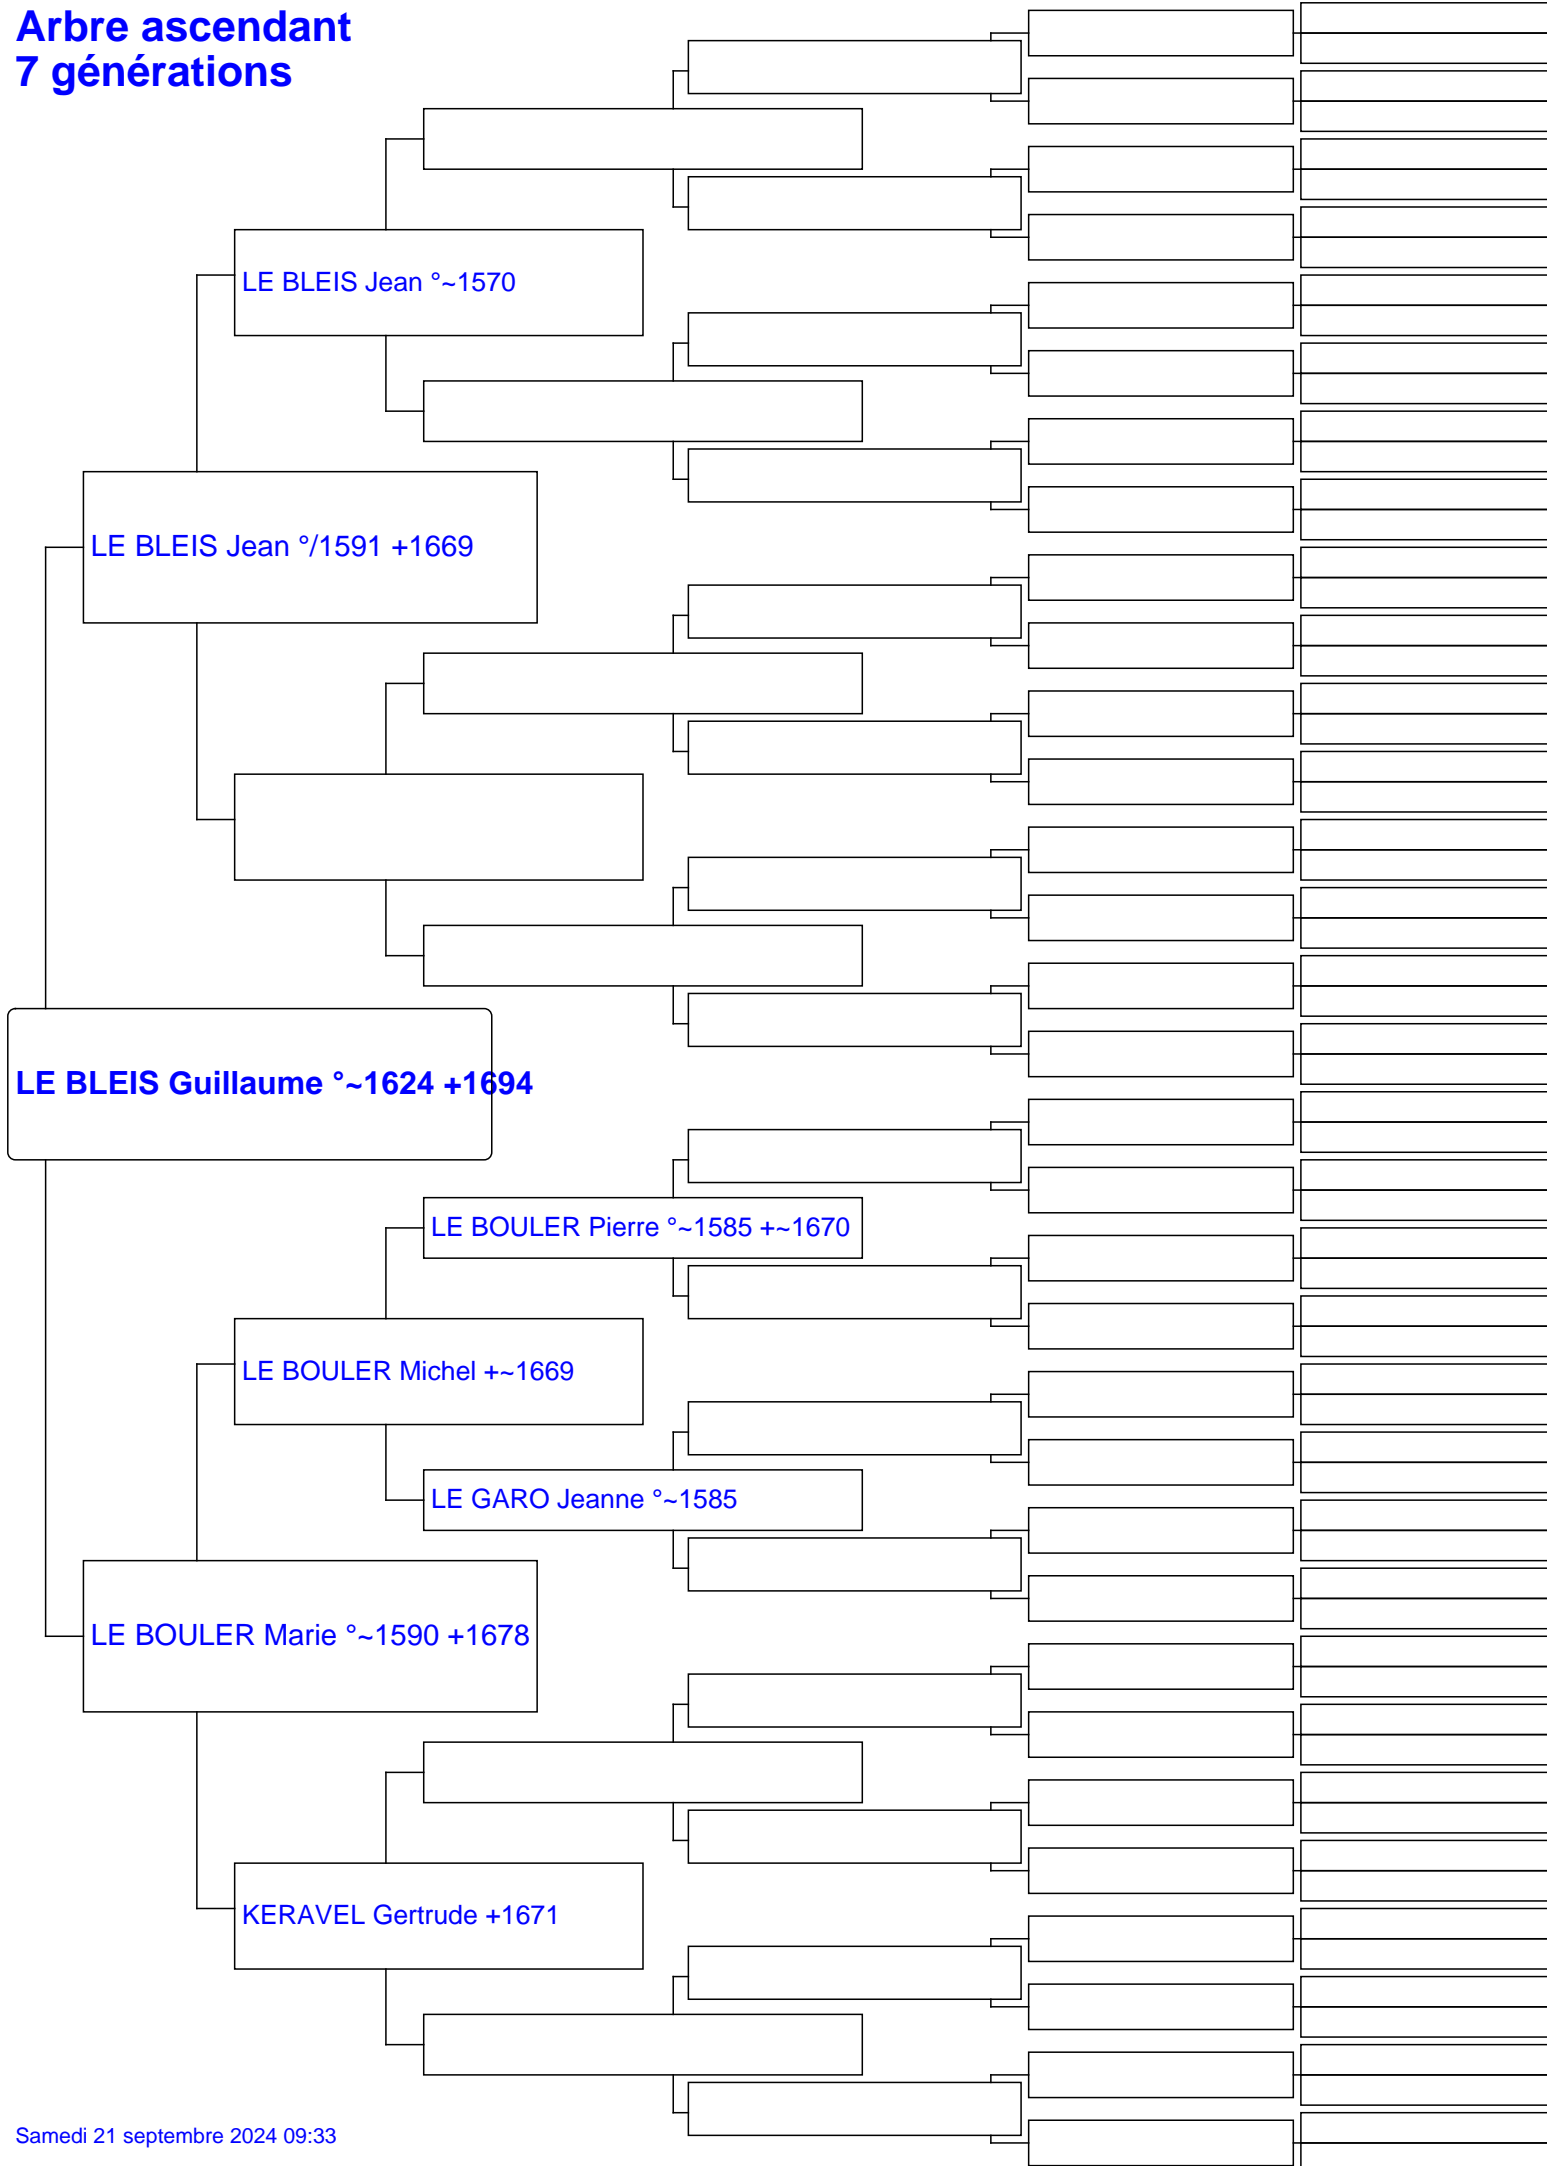 Arbre ascendant
7 générations
LE BLEIS Jean °~1570
LE BLEIS Jean °/1591 +1669
LE BLEIS Guillaume °~1624 +1694
LE BOULER Pierre °~1585 +~1670
LE BOULER Michel +~1669
LE GARO Jeanne °~1585
LE BOULER Marie °~1590 +1678
KERAVEL Gertrude +1671
Samedi 21 septembre 2024 09:33